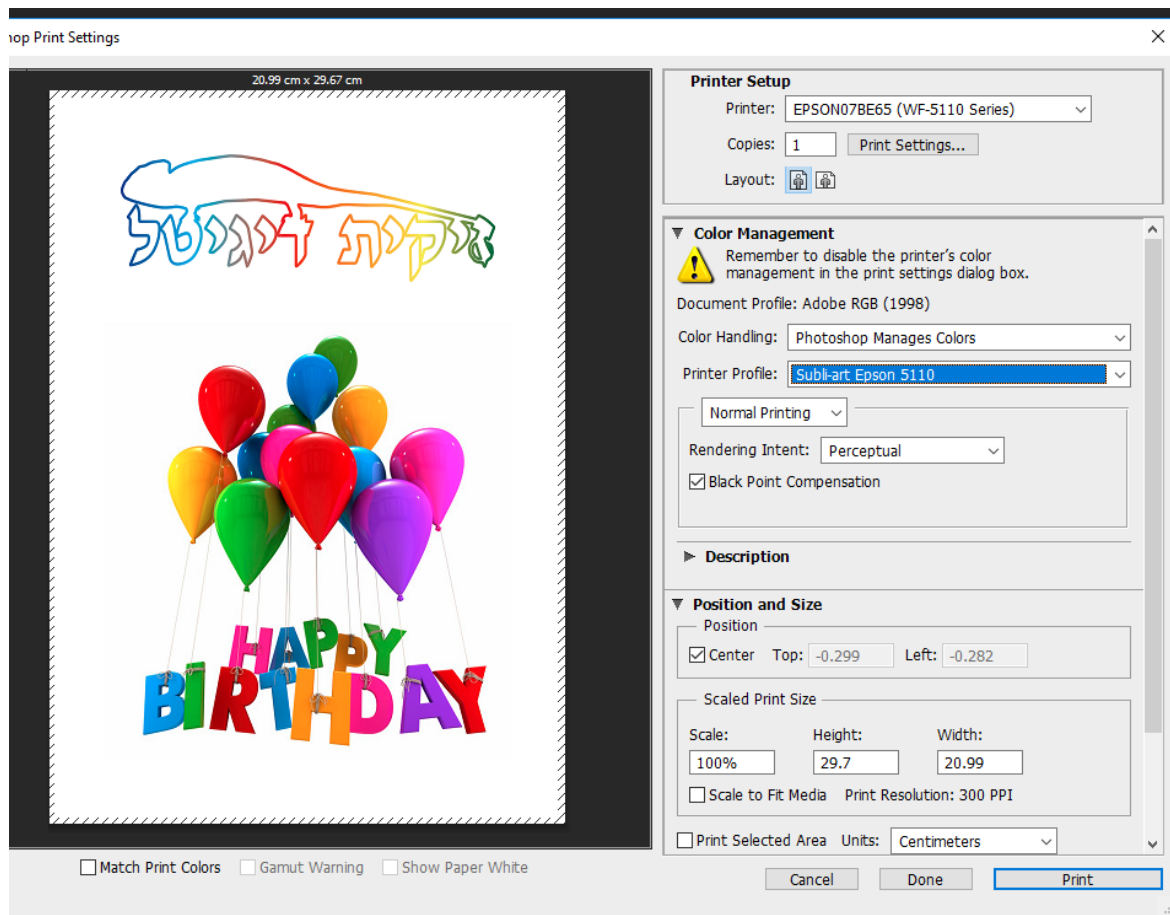 hop Print Settings
20.99 cm x 29.67 cm
זיקית דיגיטל
HAPPY
BIRTHDAY
Match Print Colors
Gamut Warning
Show Paper White
Printer Setup
Printer: EPSON07BE65 (WF-5110 Series)
Copies: 1 Print Settings...
Layout:
Color Management
Remember to disable the printer's color
management in the print settings dialog box.
Document Profile: Adobe RGB (1998)
Color Handling: Photoshop Manages Colors
Printer Profile: Subli-art Epson 5110
Normal Printing
Rendering Intent: Perceptual
Black Point Compensation
Description
Position and Size
Position
Center Top: -0.299 Left: -0.282
Scaled Print Size
Scale: Height: Width:
100% 29.7 20.99
Scale to Fit Media Print Resolution: 300 PPI
Print Selected Area Units: Centimeters
Cancel Done Print